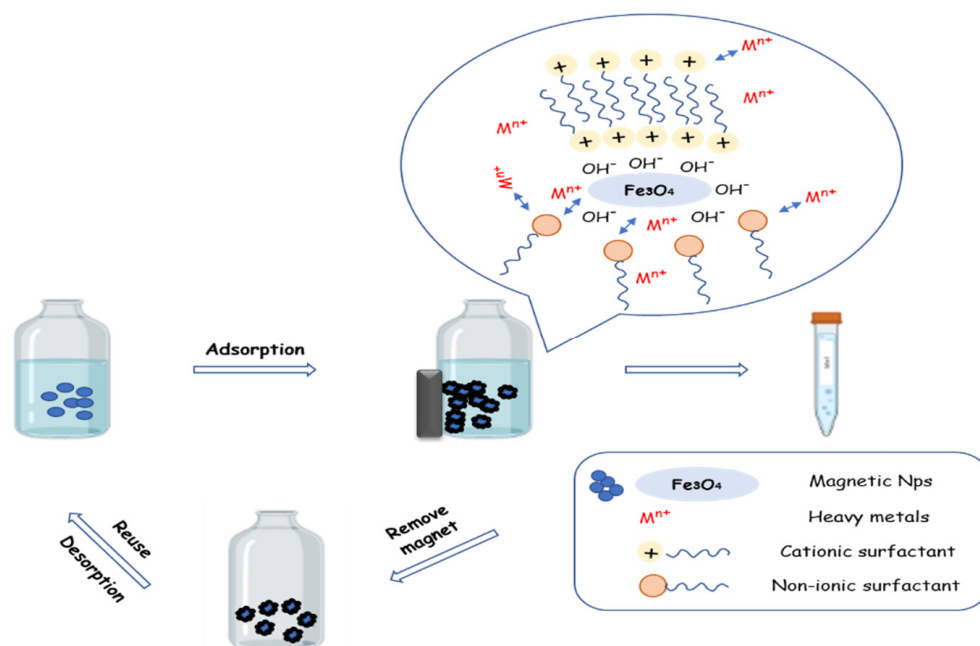 Mⁿ⁺
+ + + +
Mⁿ⁺
Mⁿ⁺
+ + + + +
OH⁻ OH⁻ OH⁻
Mⁿ⁺
Mⁿ⁺
Fe₃O₄
OH⁻
Mⁿ⁺
OH⁻
Mⁿ⁺
OH⁻
Mⁿ⁺
Adsorption
Remove
magnet
Reuse
Desorption
Fe₃O₄
Magnetic Nps
Mⁿ⁺
Heavy metals
+
Cationic surfactant
Non-ionic surfactant